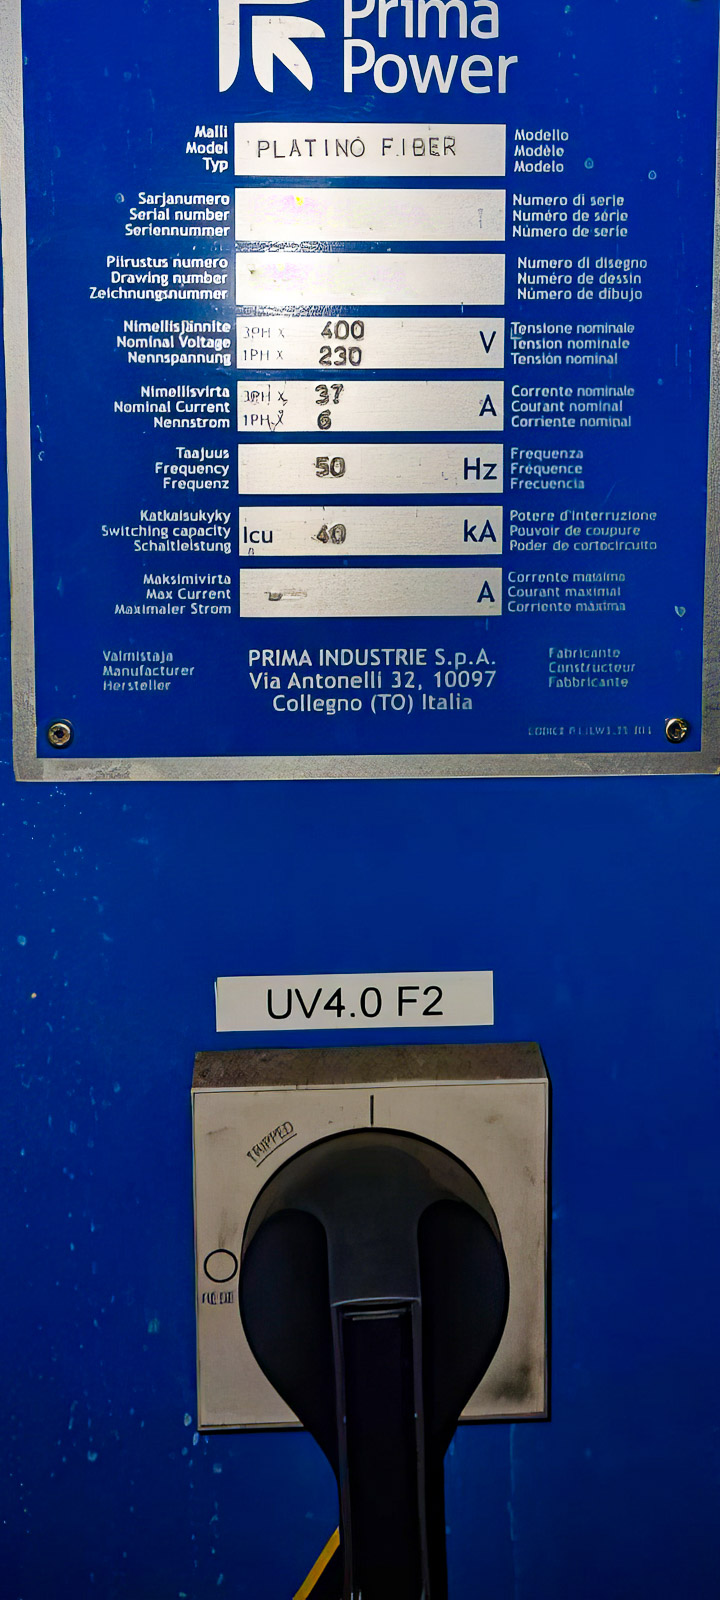 Prima
Power
Malli
Model
Typ
PLATINO FIBER
Modello
Modèle
Modelo
Sarjanumero
Serial number
Seriennummer
Numero di serie
Numéro de série
Número de serie
Piirustus numero
Drawing number
Zeichnungsnummer
Numero di disegno
Numéro de dessin
Número de dibujo
Nimellisjännite
Nominal Voltage
Nennspannung
3PH X 400
1PH X 230
V
Tensione nominale
Tension nominale
Tensión nominal
Nimellisvirta
Nominal Current
Nennstrom
3PH X 37
1PH X 6
A
Corrente nominale
Courant nominal
Corriente nominal
Taajuus
Frequency
Frequenz
50 Hz
Frequenza
Fréquence
Frecuencia
Katkaisukyky
Switching capacity
Schaltleistung
Icu 40 kA
Potere d'interruzione
Pouvoir de coupure
Poder de cortocircuito
Maksimivirta
Max Current
Maximaler Strom
- A
Corrente massima
Courant maximal
Corriente máxima
Valmistaja
Manufacturer
Hersteller
PRIMA INDUSTRIE S.p.A.
Via Antonelli 32, 10097
Collegno (TO) Italia
Fabricante
Constructeur
Fabbricante
UV4.0 F2
I
TRIPPED
O